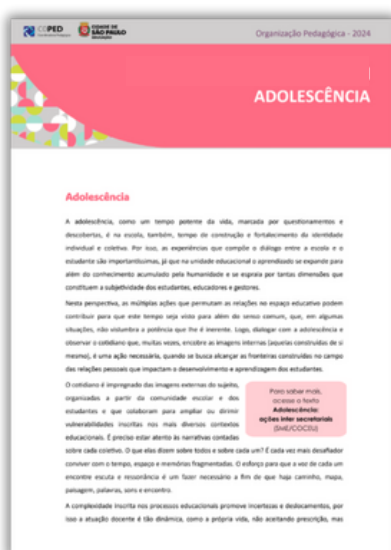 COPED
CIDADE DE
SÃO PAULO
EDUCAÇÃO
Organização Pedagógica - 2024
ADOLESCÊNCIA
Adolescência
A adolescência, como um tempo potente da vida, marcada por questionamentos e
descobertas, é na escola, também, tempo de construção e fortalecimento da identidade
individual e coletivo. Por isso, as experiências que compõe o diálogo entre a escola e o
estudante são importantíssimas, já que na unidade educacional o aprendizado se expande para
além do conhecimento acumulado pela humanidade e se espraia por tantas dimensões que
constituem a subjetividade dos estudantes, educadores e gestores.
Nesta perspectiva, as múltiplas ações que permutam as relações no espaço educativo podem
contribuir para que este tempo seja visto para além do senso comum, que, em algumas
situações, não vislumbra a potência que lhe é inerente. Logo, dialogar com a adolescência e
observar o cotidiano que, muitas vezes, encobre as imagens internas (aquelas construídas de si
mesmo), é uma ação necessária, quando se busca alcançar as fronteiras construídas no campo
das relações pessoais que impactam o desenvolvimento e aprendizagem dos estudantes.
O cotidiano é impregnado das imagens externas do sujeito,
organizadas a partir da comunidade escolar e dos
estudantes e que colaboram para ampliar ou dirimir
vulnerabilidades inscritas nos mais diversos contextos
educacionais. É preciso estar atento às narrativas contadas
Para saber mais,
acesse o texto
Adolescência:
ações inter secretariais
(SME/COCEU)
sobre cada coletivo. O que elas dizem sobre todos e sobre cada um? É cada vez mais desafiador
conviver com o tempo, espaço e memórias fragmentadas. O esforço para que a voz de cada um
encontre escuta e ressonância é um fazer necessário a fim de que haja caminho, mapa,
paisagem, palavras, sons e encontro.
A complexidade inscrita nos processos educacionais promove incertezas e deslocamentos, por
isso a atuação docente é tão dinâmica, como a própria vida, não aceitando prescrição, mas